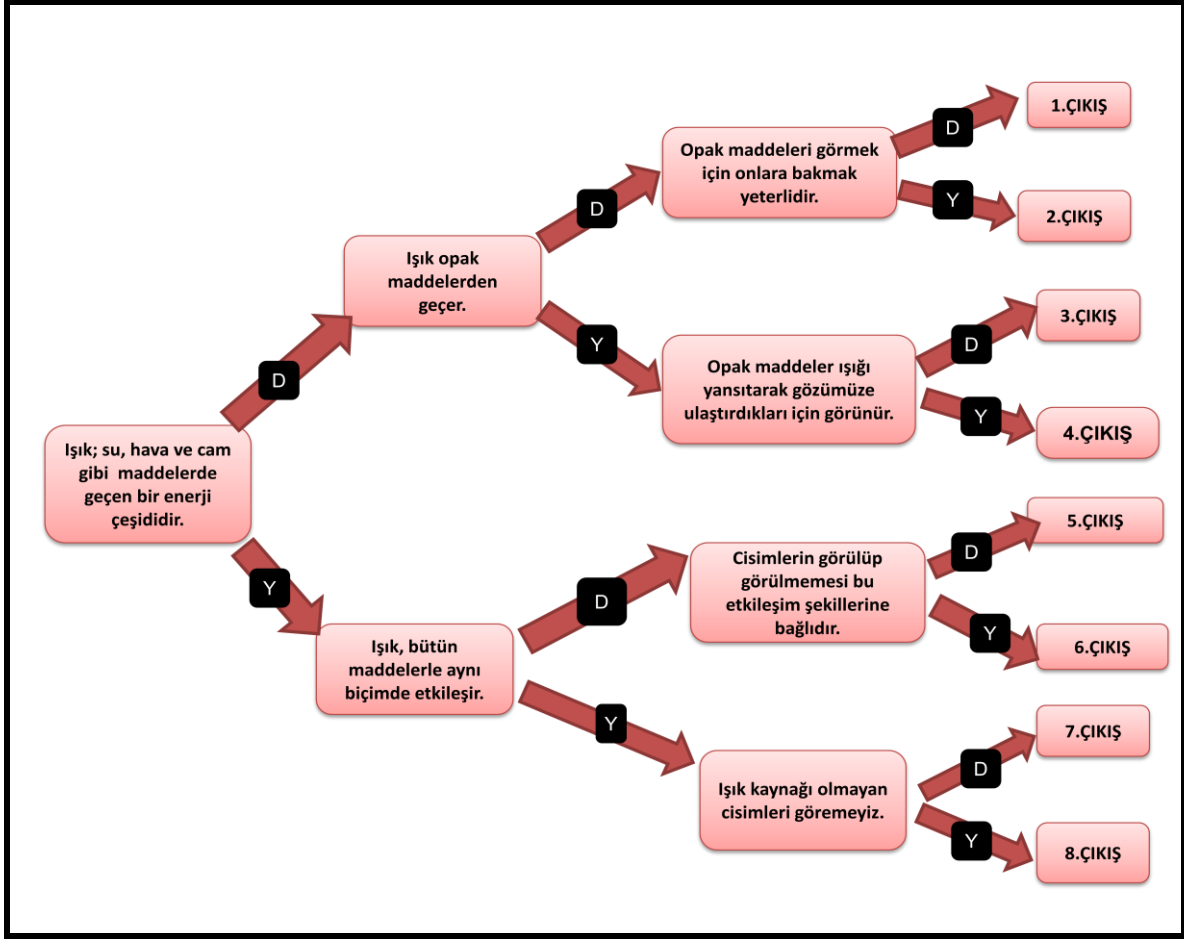 Işık; su, hava ve cam
gibi maddelerde
geçen bir enerji
çeşididir.
D
Y
Işık opak
maddelerden
geçer.
D
Y
Işık, bütün
maddelerle aynı
biçimde etkileşir.
D
Y
Opak maddeleri görmek
için onlara bakmak
yeterlidir.
D
Y
Opak maddeler ışığı
yansıtarak gözümüze
ulaştırdıkları için görünür.
D
Y
Cisimlerin görülüp
görülmemesi bu
etkileşim şekillerine
bağlıdır.
D
Y
Işık kaynağı olmayan
cisimleri göremeyiz.
D
Y
1.ÇIKIŞ
2.ÇIKIŞ
3.ÇIKIŞ
4.ÇIKIŞ
5.ÇIKIŞ
6.ÇIKIŞ
7.ÇIKIŞ
8.ÇIKIŞ